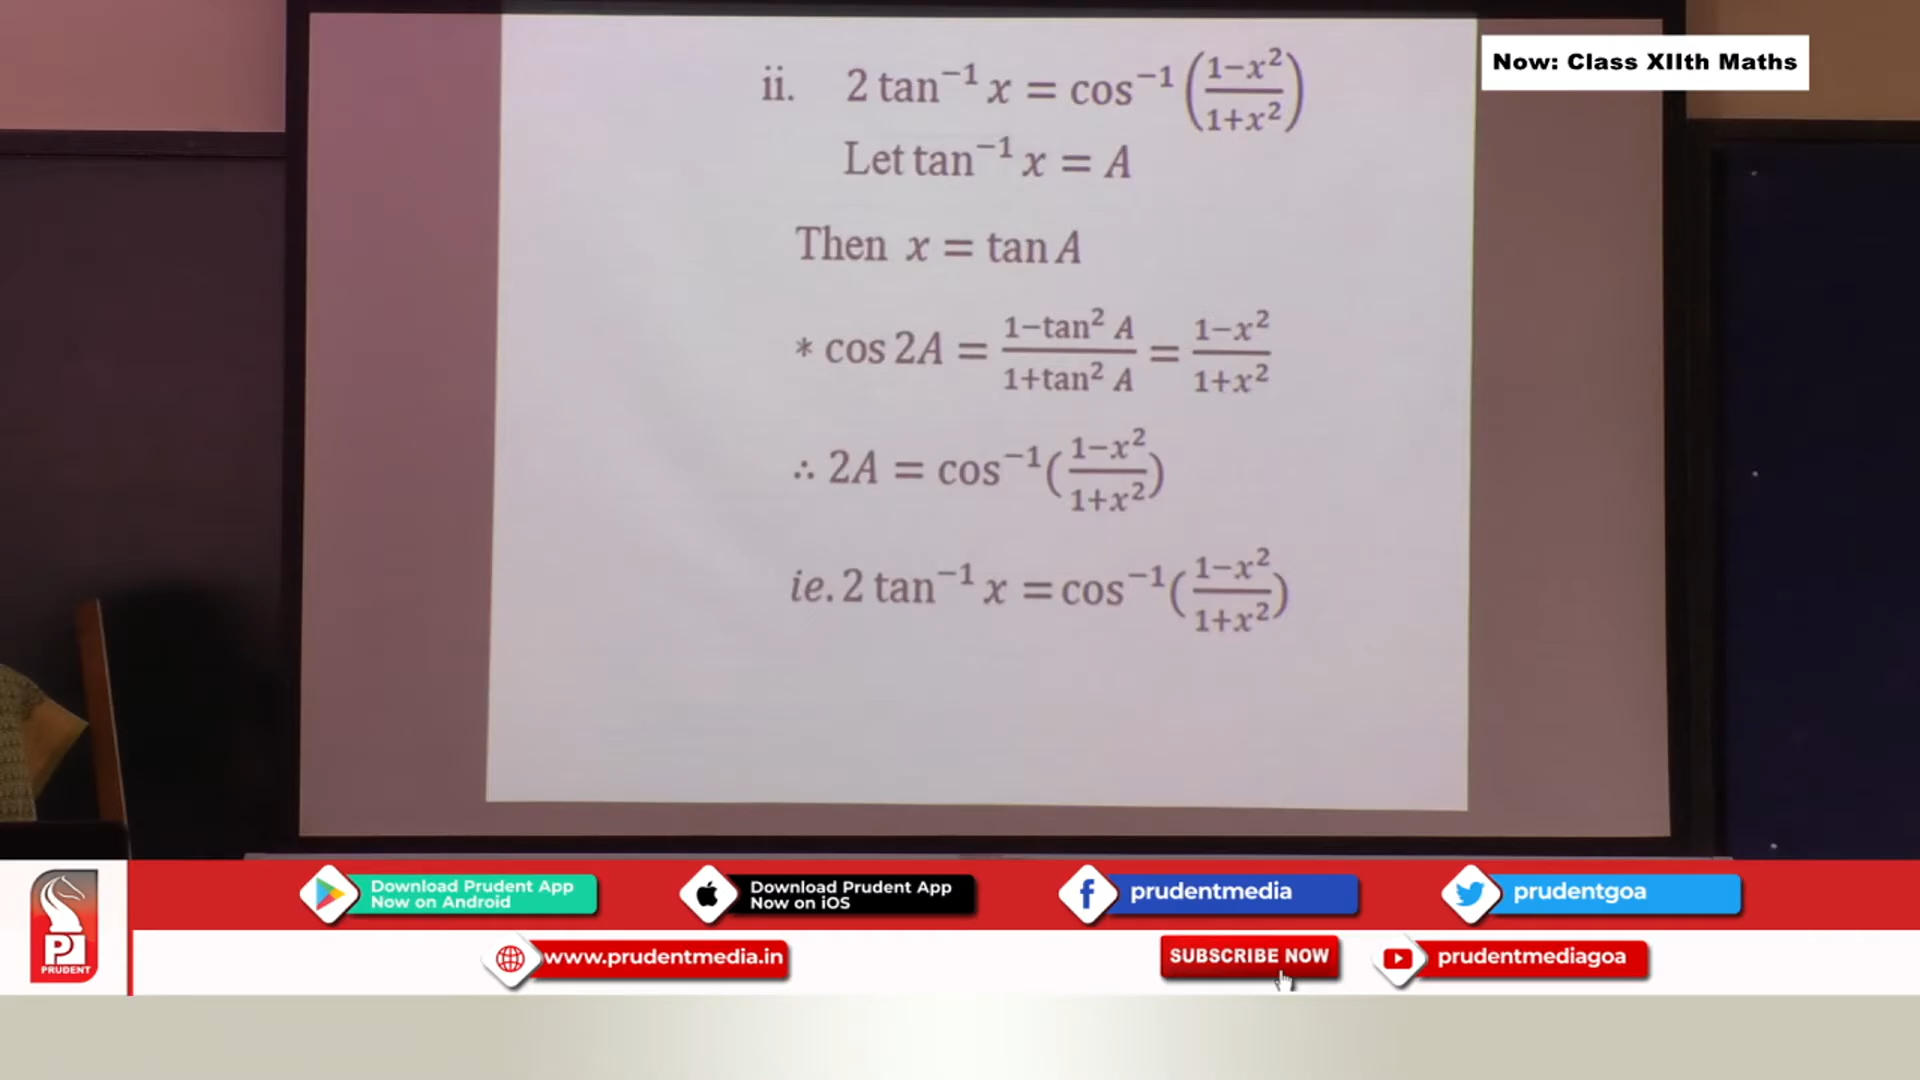 Now: Class XIIth Maths
ii. 2 tan⁻¹ x = cos⁻¹ ((1−x²)/(1+x²))
Let tan⁻¹ x = A
Then x = tan A
* cos 2A = (1−tan² A)/(1+tan² A) = (1−x²)/(1+x²)
∴ 2A = cos⁻¹((1−x²)/(1+x²))
ie. 2 tan⁻¹ x = cos⁻¹((1−x²)/(1+x²))
Download Prudent App
Now on Android
Download Prudent App
Now on iOS
prudentmedia
prudentgoa
PRUDENT
www.prudentmedia.in
SUBSCRIBE NOW
prudentmediagoa